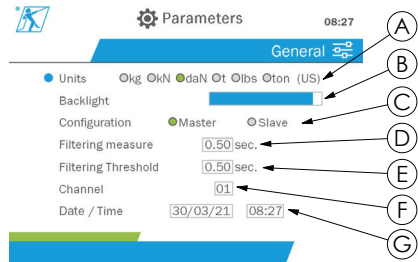 Parameters 08:27
General
Units kg kN daN t lbs ton (US) A
Backlight B
Configuration Master Slave C
Filtering measure 0.50 sec. D
Filtering Threshold 0.50 sec. E
Channel 01 F
Date / Time 30/03/21 08:27 G